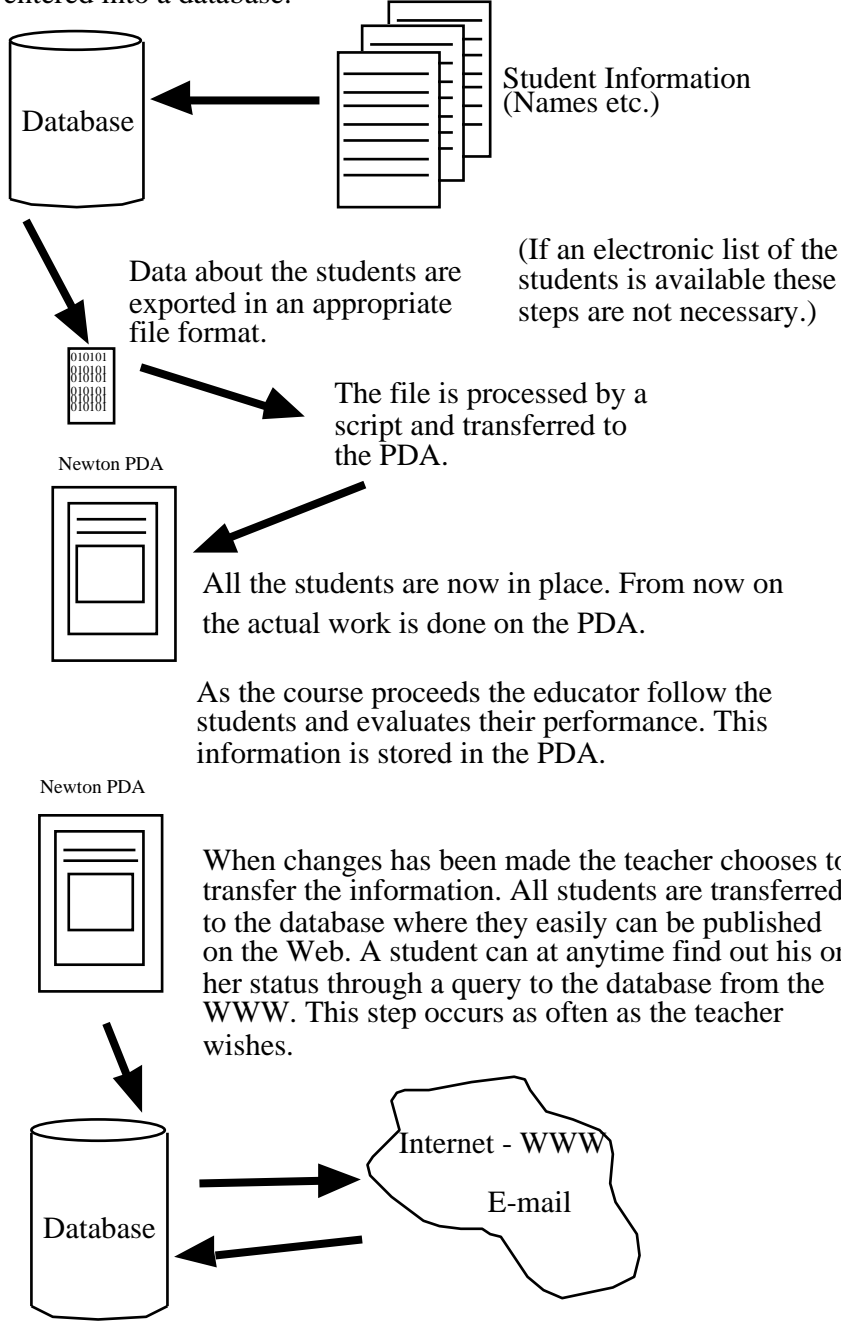 entered into a database.
Student Information
(Names etc.)
Database
(If an electronic list of the
students is available these
steps are not necessary.)
Data about the students are
exported in an appropriate
file format.
010101
010101
010101
010101
010101
010101
The file is processed by a
script and transferred to
the PDA.
Newton PDA
All the students are now in place. From now on
the actual work is done on the PDA.
As the course proceeds the educator follow the
students and evaluates their performance. This
information is stored in the PDA.
Newton PDA
When changes has been made the teacher chooses to
transfer the information. All students are transferred
to the database where they easily can be published
on the Web. A student can at anytime find out his or
her status through a query to the database from the
WWW. This step occurs as often as the teacher
wishes.
Internet - WWW
E-mail
Database